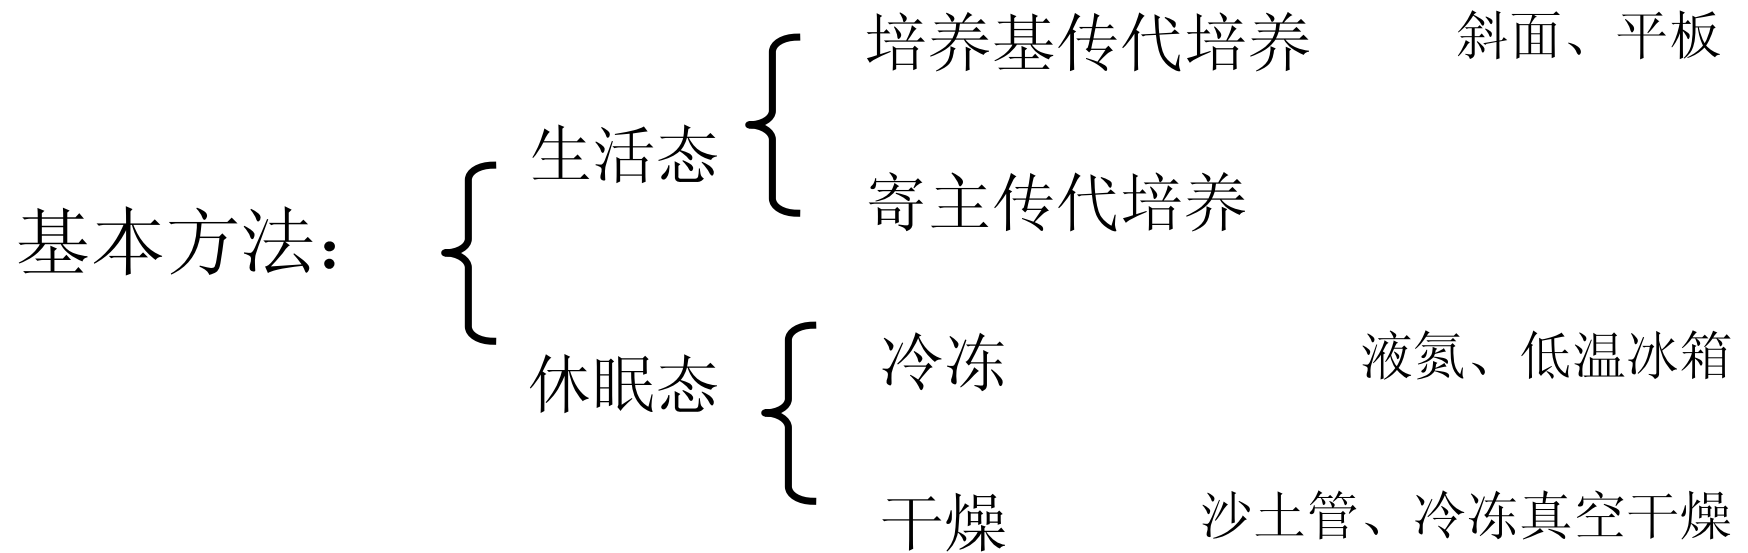 培养基传代培养 斜面、平板
生活态
寄主传代培养
基本方法：
休眠态
冷冻 液氮、低温冰箱
干燥 沙土管、冷冻真空干燥